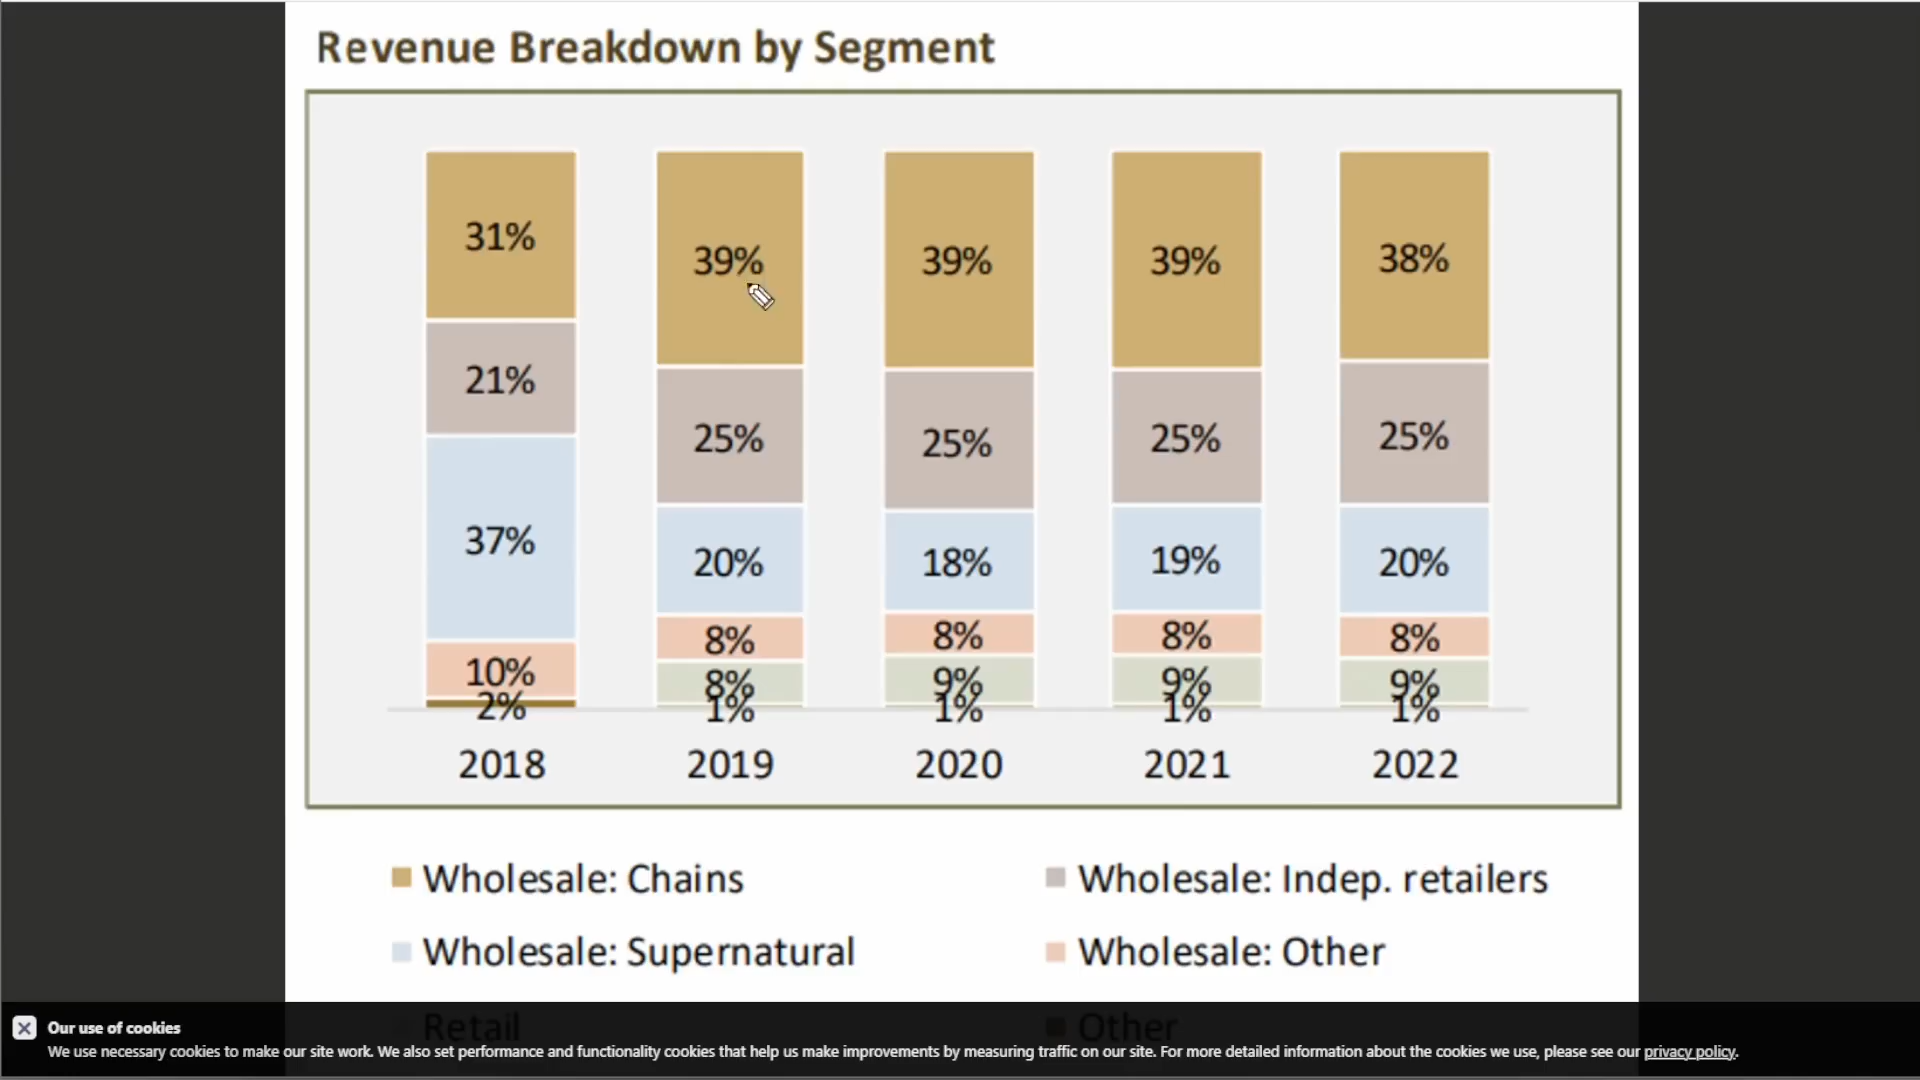 Revenue Breakdown by Segment
31% 39% 39% 39% 38%
21% 25% 25% 25% 25%
37% 20% 18% 19% 20%
10% 8% 8% 8% 8%
8% 9% 9% 9%
2% 1% 1% 1% 1%
2018 2019 2020 2021 2022
Wholesale: Chains Wholesale: Indep. retailers
Wholesale: Supernatural Wholesale: Other
Retail Other
Our use of cookies
We use necessary cookies to make our site work. We also set performance and functionality cookies that help us make improvements by measuring traffic on our site. For more detailed information about the cookies we use, please see our privacy policy.